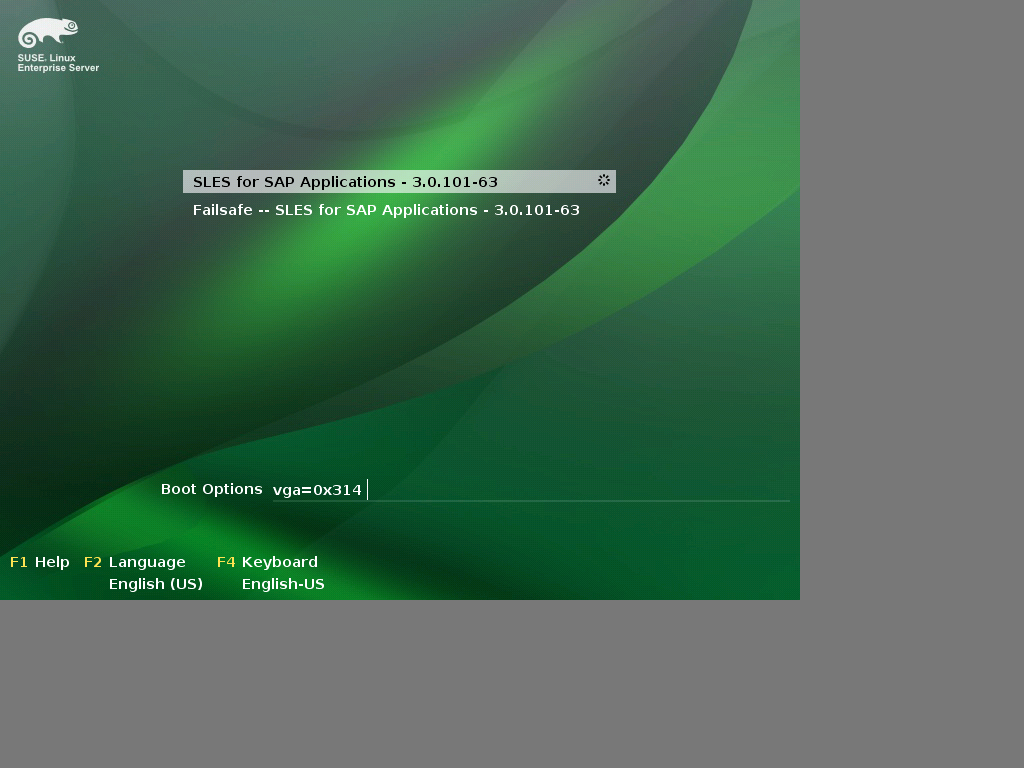 SUSE. Linux
Enterprise Server
SLES for SAP Applications - 3.0.101-63
Failsafe -- SLES for SAP Applications - 3.0.101-63
Boot Options vga=0x314
F1 Help F2 Language F4 Keyboard
English (US) English-US